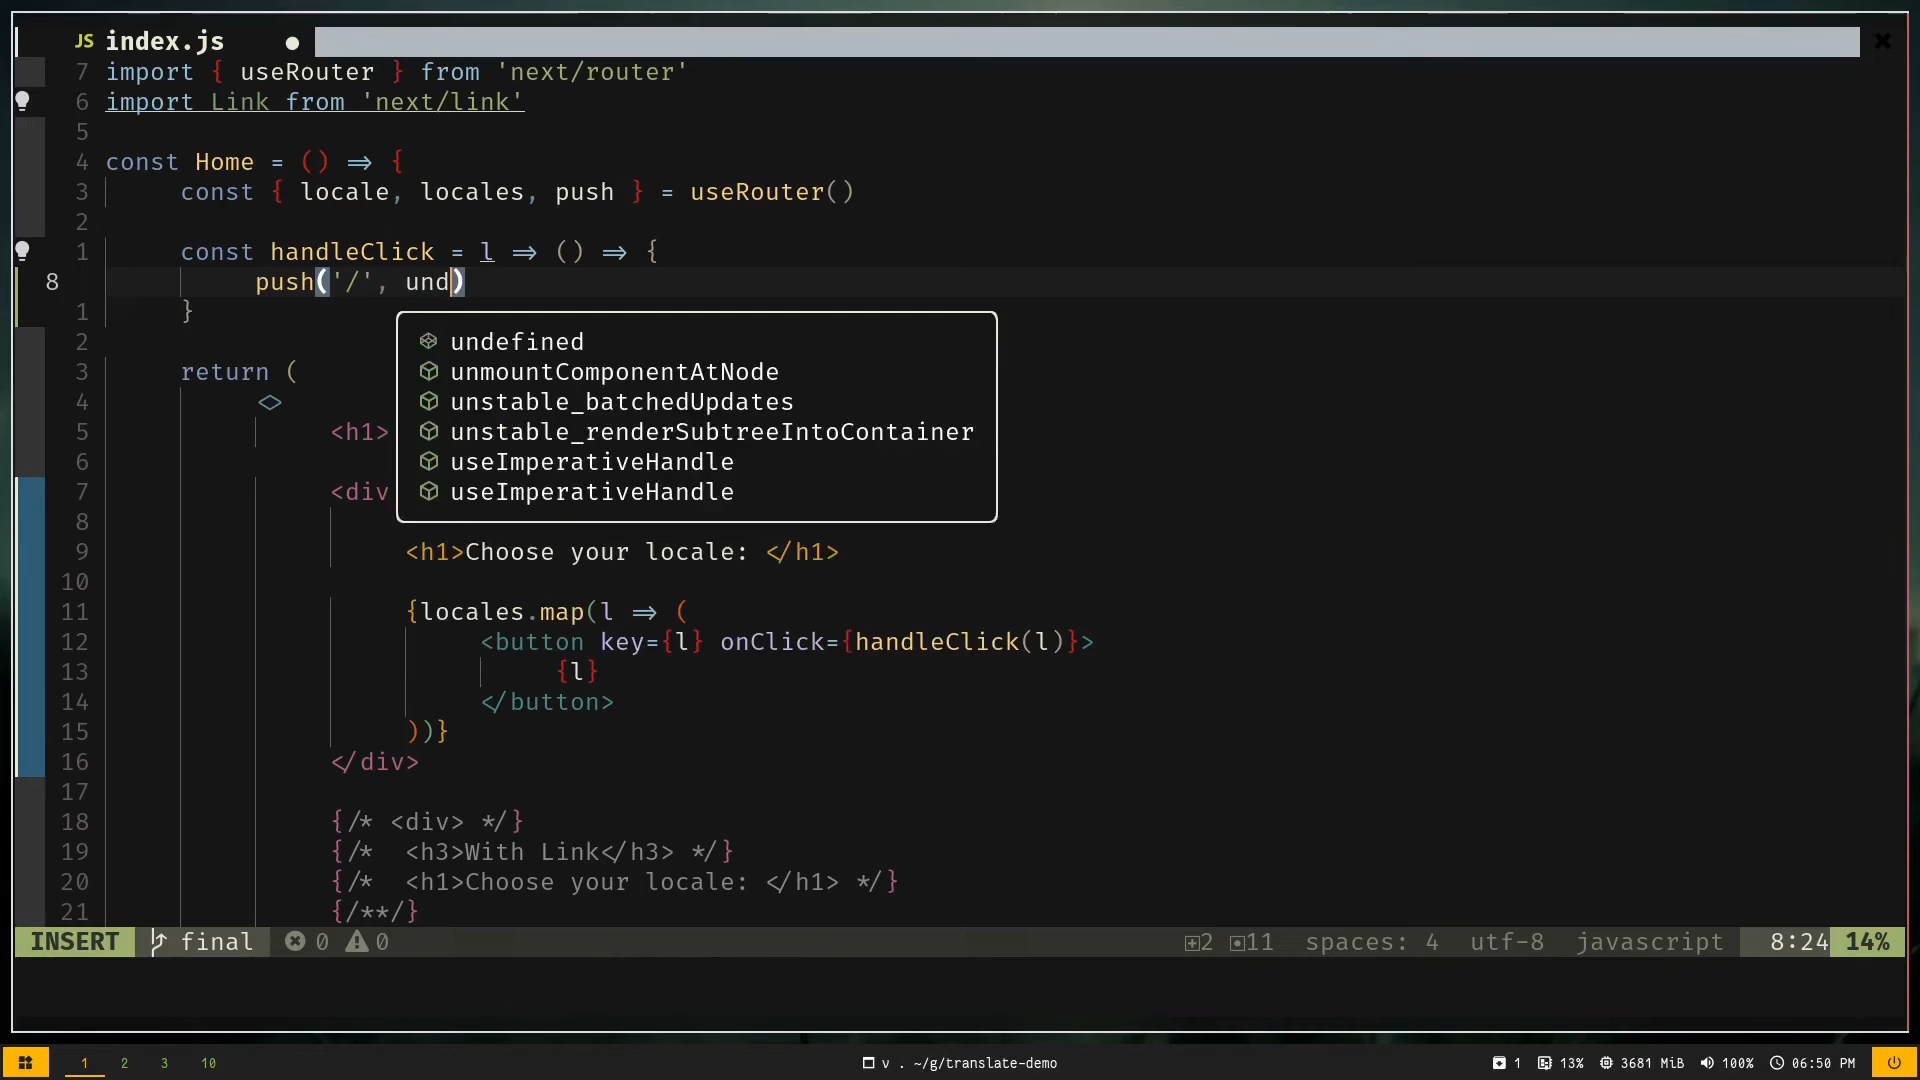 JS index.js ●
7 import { useRouter } from 'next/router'
6 import Link from 'next/link'
5
4 const Home = () => {
3 const { locale, locales, push } = useRouter()
2
1 const handleClick = l => () => {
8 push('/', und)
1 }
2 undefined
3 return ( unmountComponentAtNode
4 <> unstable_batchedUpdates
5 <h1> unstable_renderSubtreeIntoContainer
6 useImperativeHandle
7 <div useImperativeHandle
8
9 <h1>Choose your locale: </h1>
10
11 {locales.map(l => (
12 <button key={l} onClick={handleClick(l)}>
13 {l}
14 </button>
15 ))}
16 </div>
17
18 {/* <div> */}
19 {/* <h3>With Link</h3> */}
20 {/* <h1>Choose your locale: </h1> */}
21 {/**/}
INSERT final 0 0 2 11 spaces: 4 utf-8 javascript 8:24 14%
1 2 3 10 v . ~/g/translate-demo 1 13% 3681 MiB 100% 06:50 PM